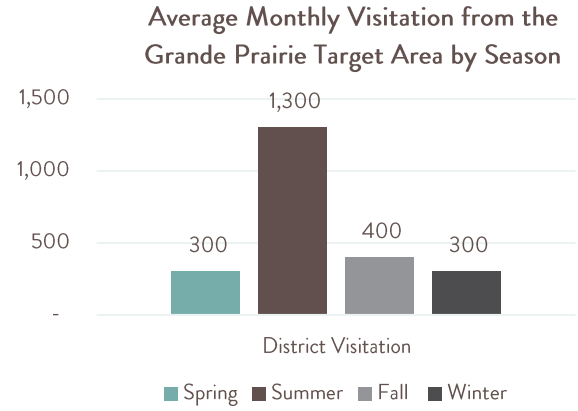 Average Monthly Visitation from the
Grande Prairie Target Area by Season
1,500
1,300
1,000
500
300
400
300
-
District Visitation
Spring Summer Fall Winter